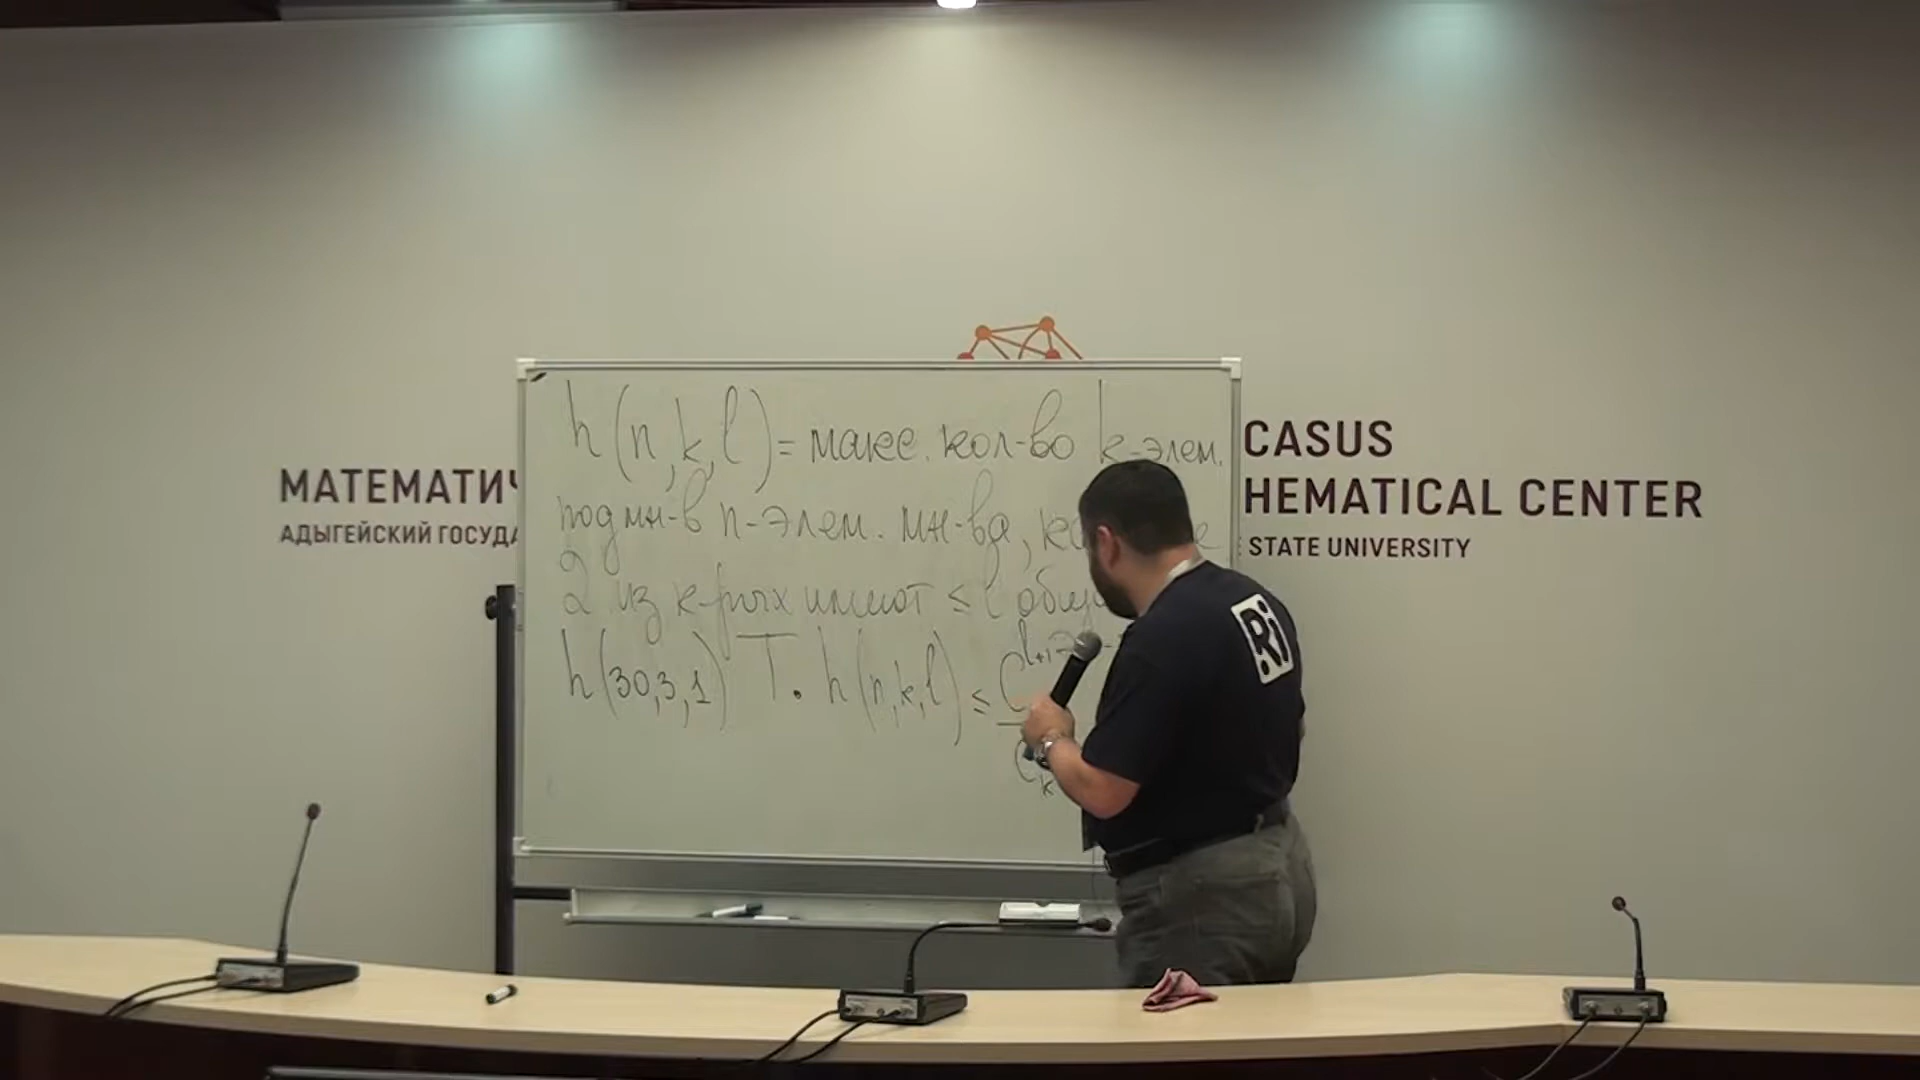 h(n,k,l) = макс. кол-во k-элем.
подмн-в n-элем. мн-ва,
2 из к-рых имеют ≤ l общ
h(30,3,1) Т. h(n,k,l) ≤ C
C k
МАТЕМАТИЧ
АДЫГЕЙСКИЙ ГОСУДА
CASUS
HEMATICAL CENTER
STATE UNIVERSITY
Ri